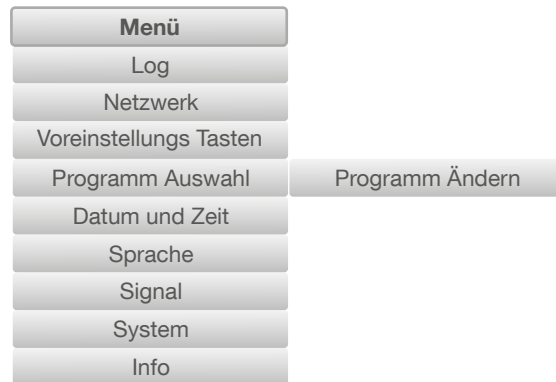 Menü
Log
Netzwerk
Voreinstellungs Tasten
Programm Auswahl Programm Ändern
Datum und Zeit
Sprache
Signal
System
Info